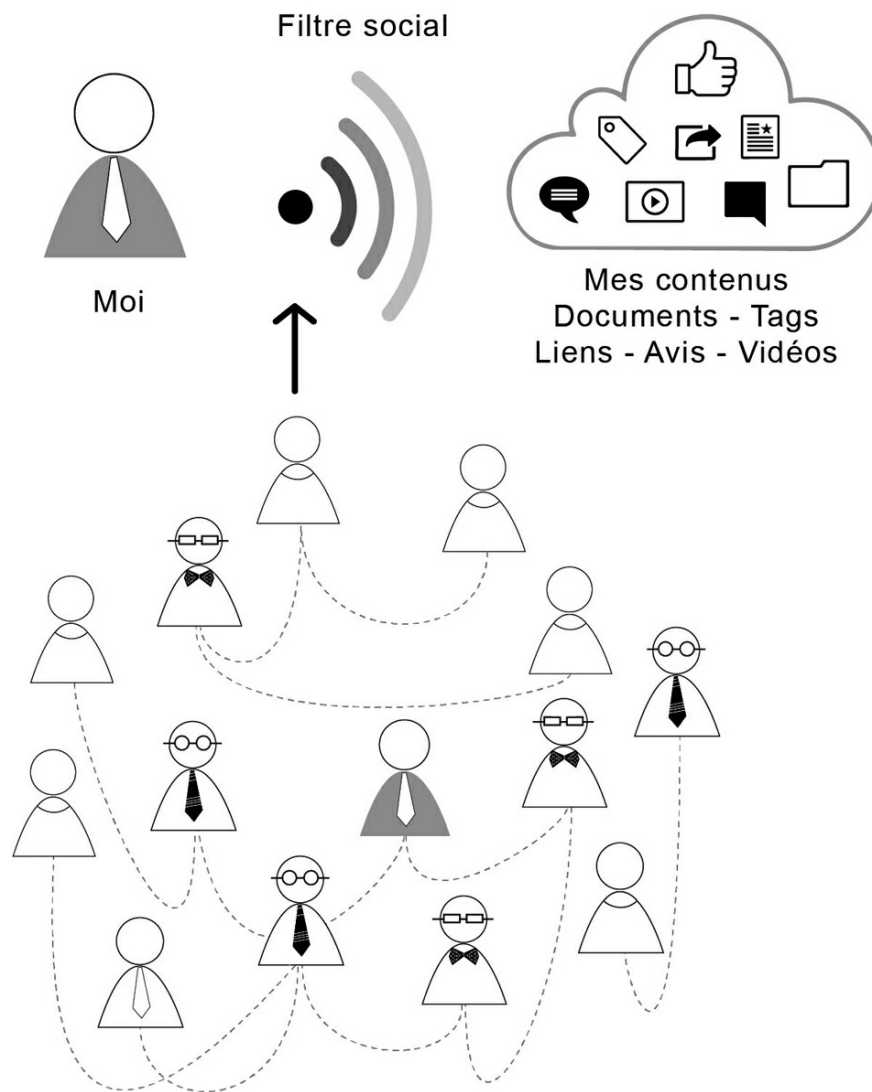 Filtre social
Moi
Mes contenus
Documents - Tags
Liens - Avis - Vidéos